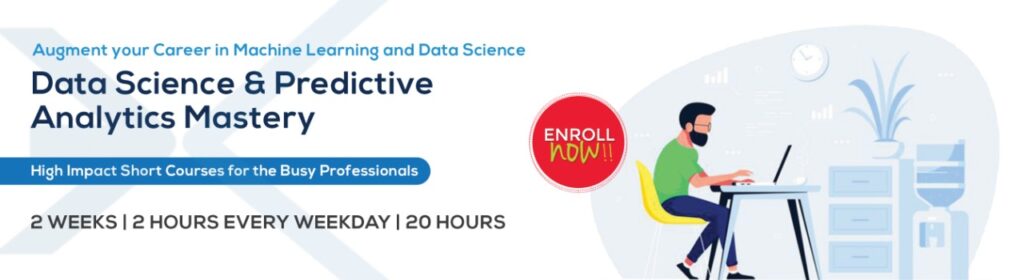 Augment your Career in Machine Learning and Data Science
Data Science & Predictive
Analytics Mastery
High Impact Short Courses for the Busy Professionals
2 WEEKS | 2 HOURS EVERY WEEKDAY | 20 HOURS
ENROLL
now!!